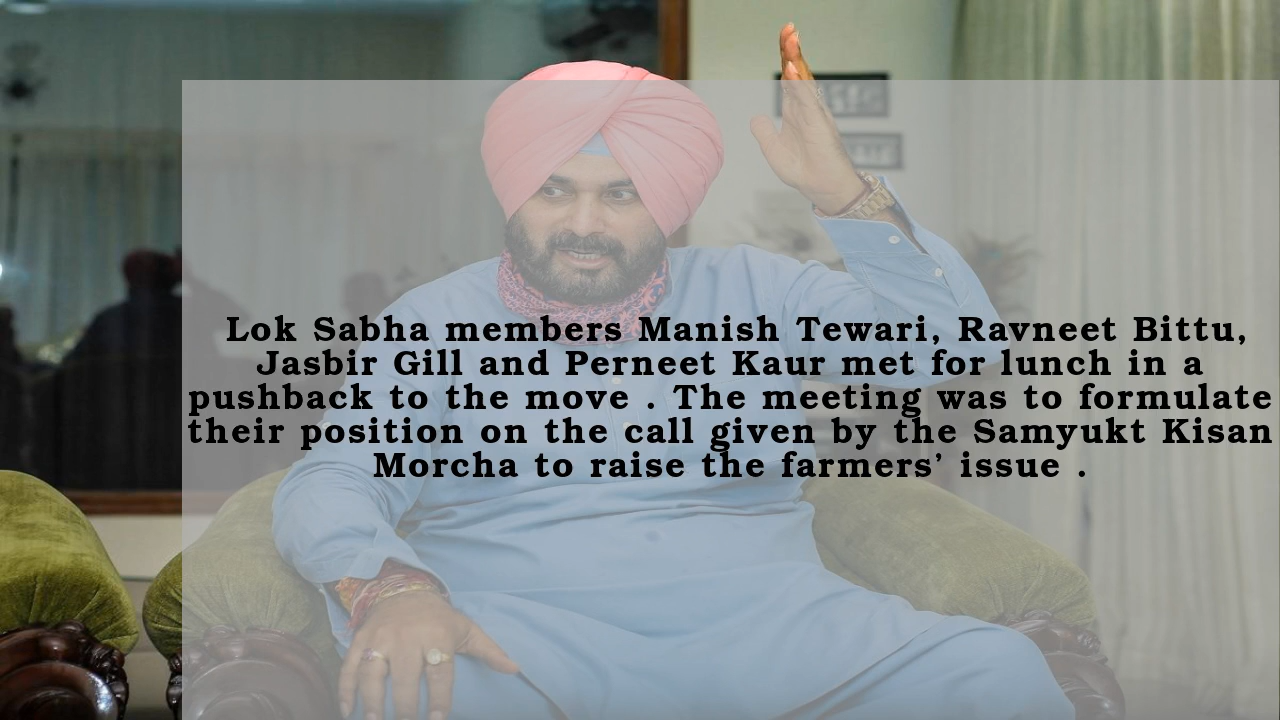 Lok Sabha members Manish Tewari, Ravneet Bittu,
Jasbir Gill and Perneet Kaur met for lunch in a
pushback to the move . The meeting was to formulate
their position on the call given by the Samyukt Kisan
Morcha to raise the farmers’ issue .